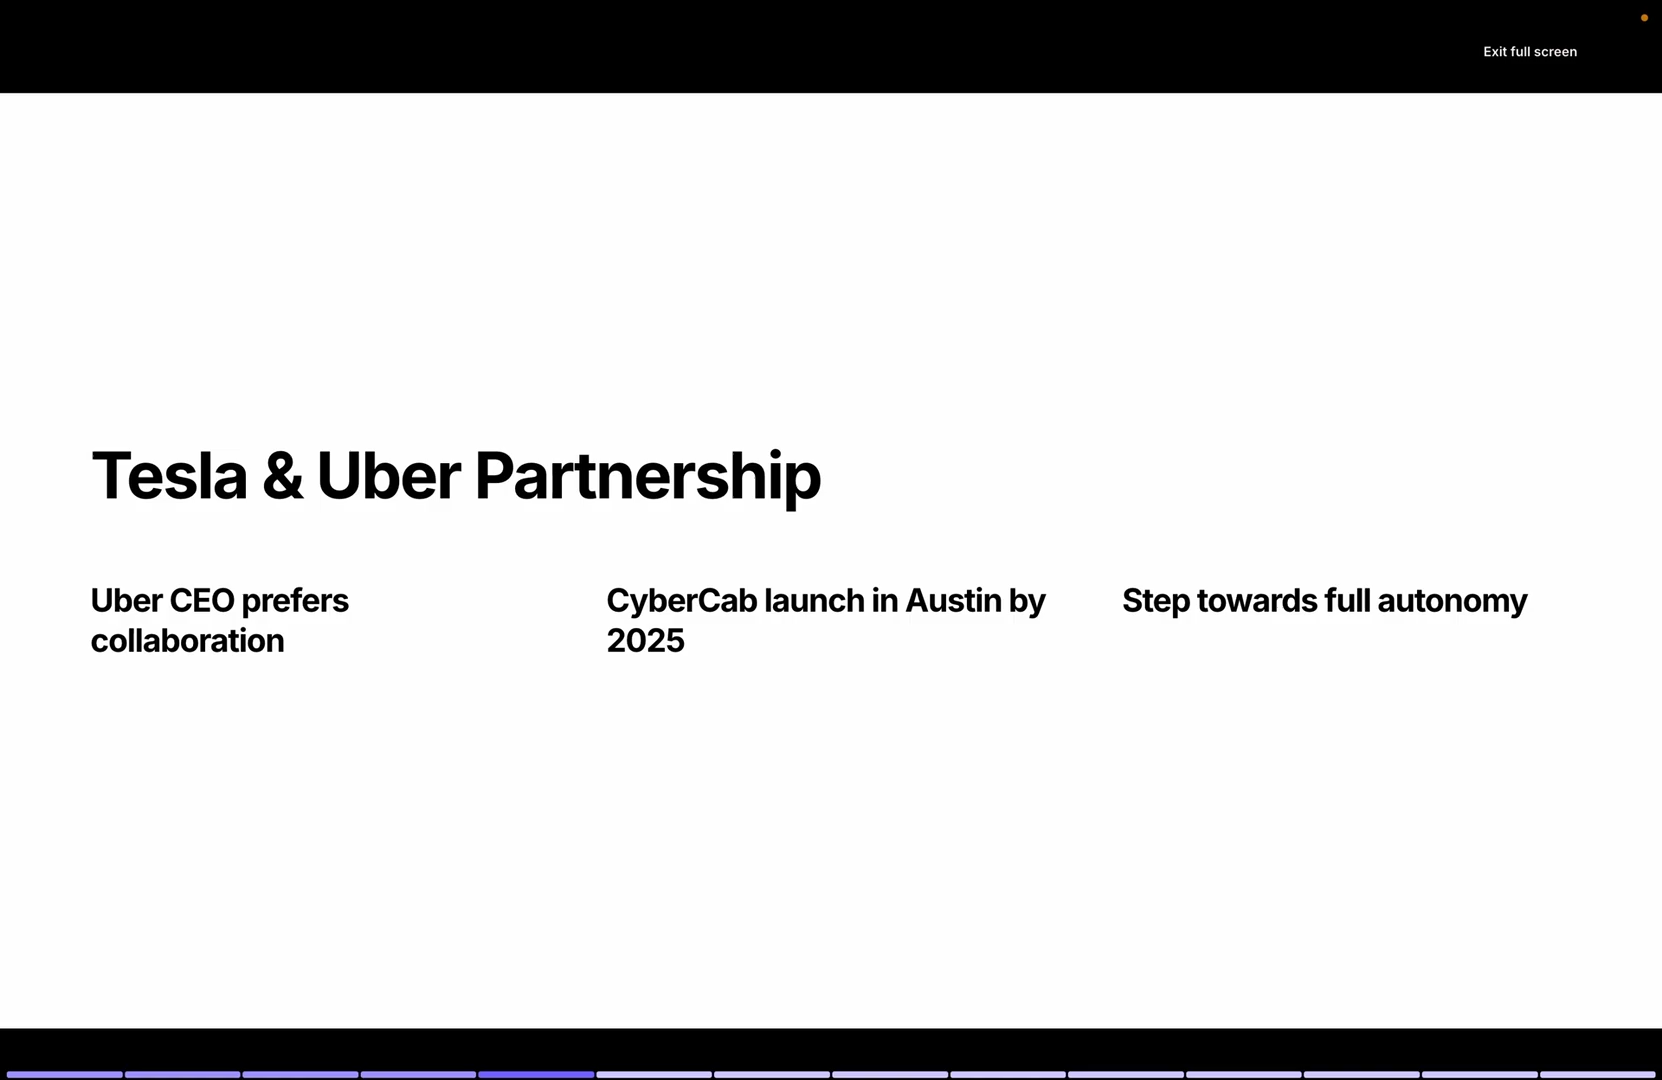 Exit full screen
Tesla & Uber Partnership
Uber CEO prefers
collaboration
CyberCab launch in Austin by
2025
Step towards full autonomy